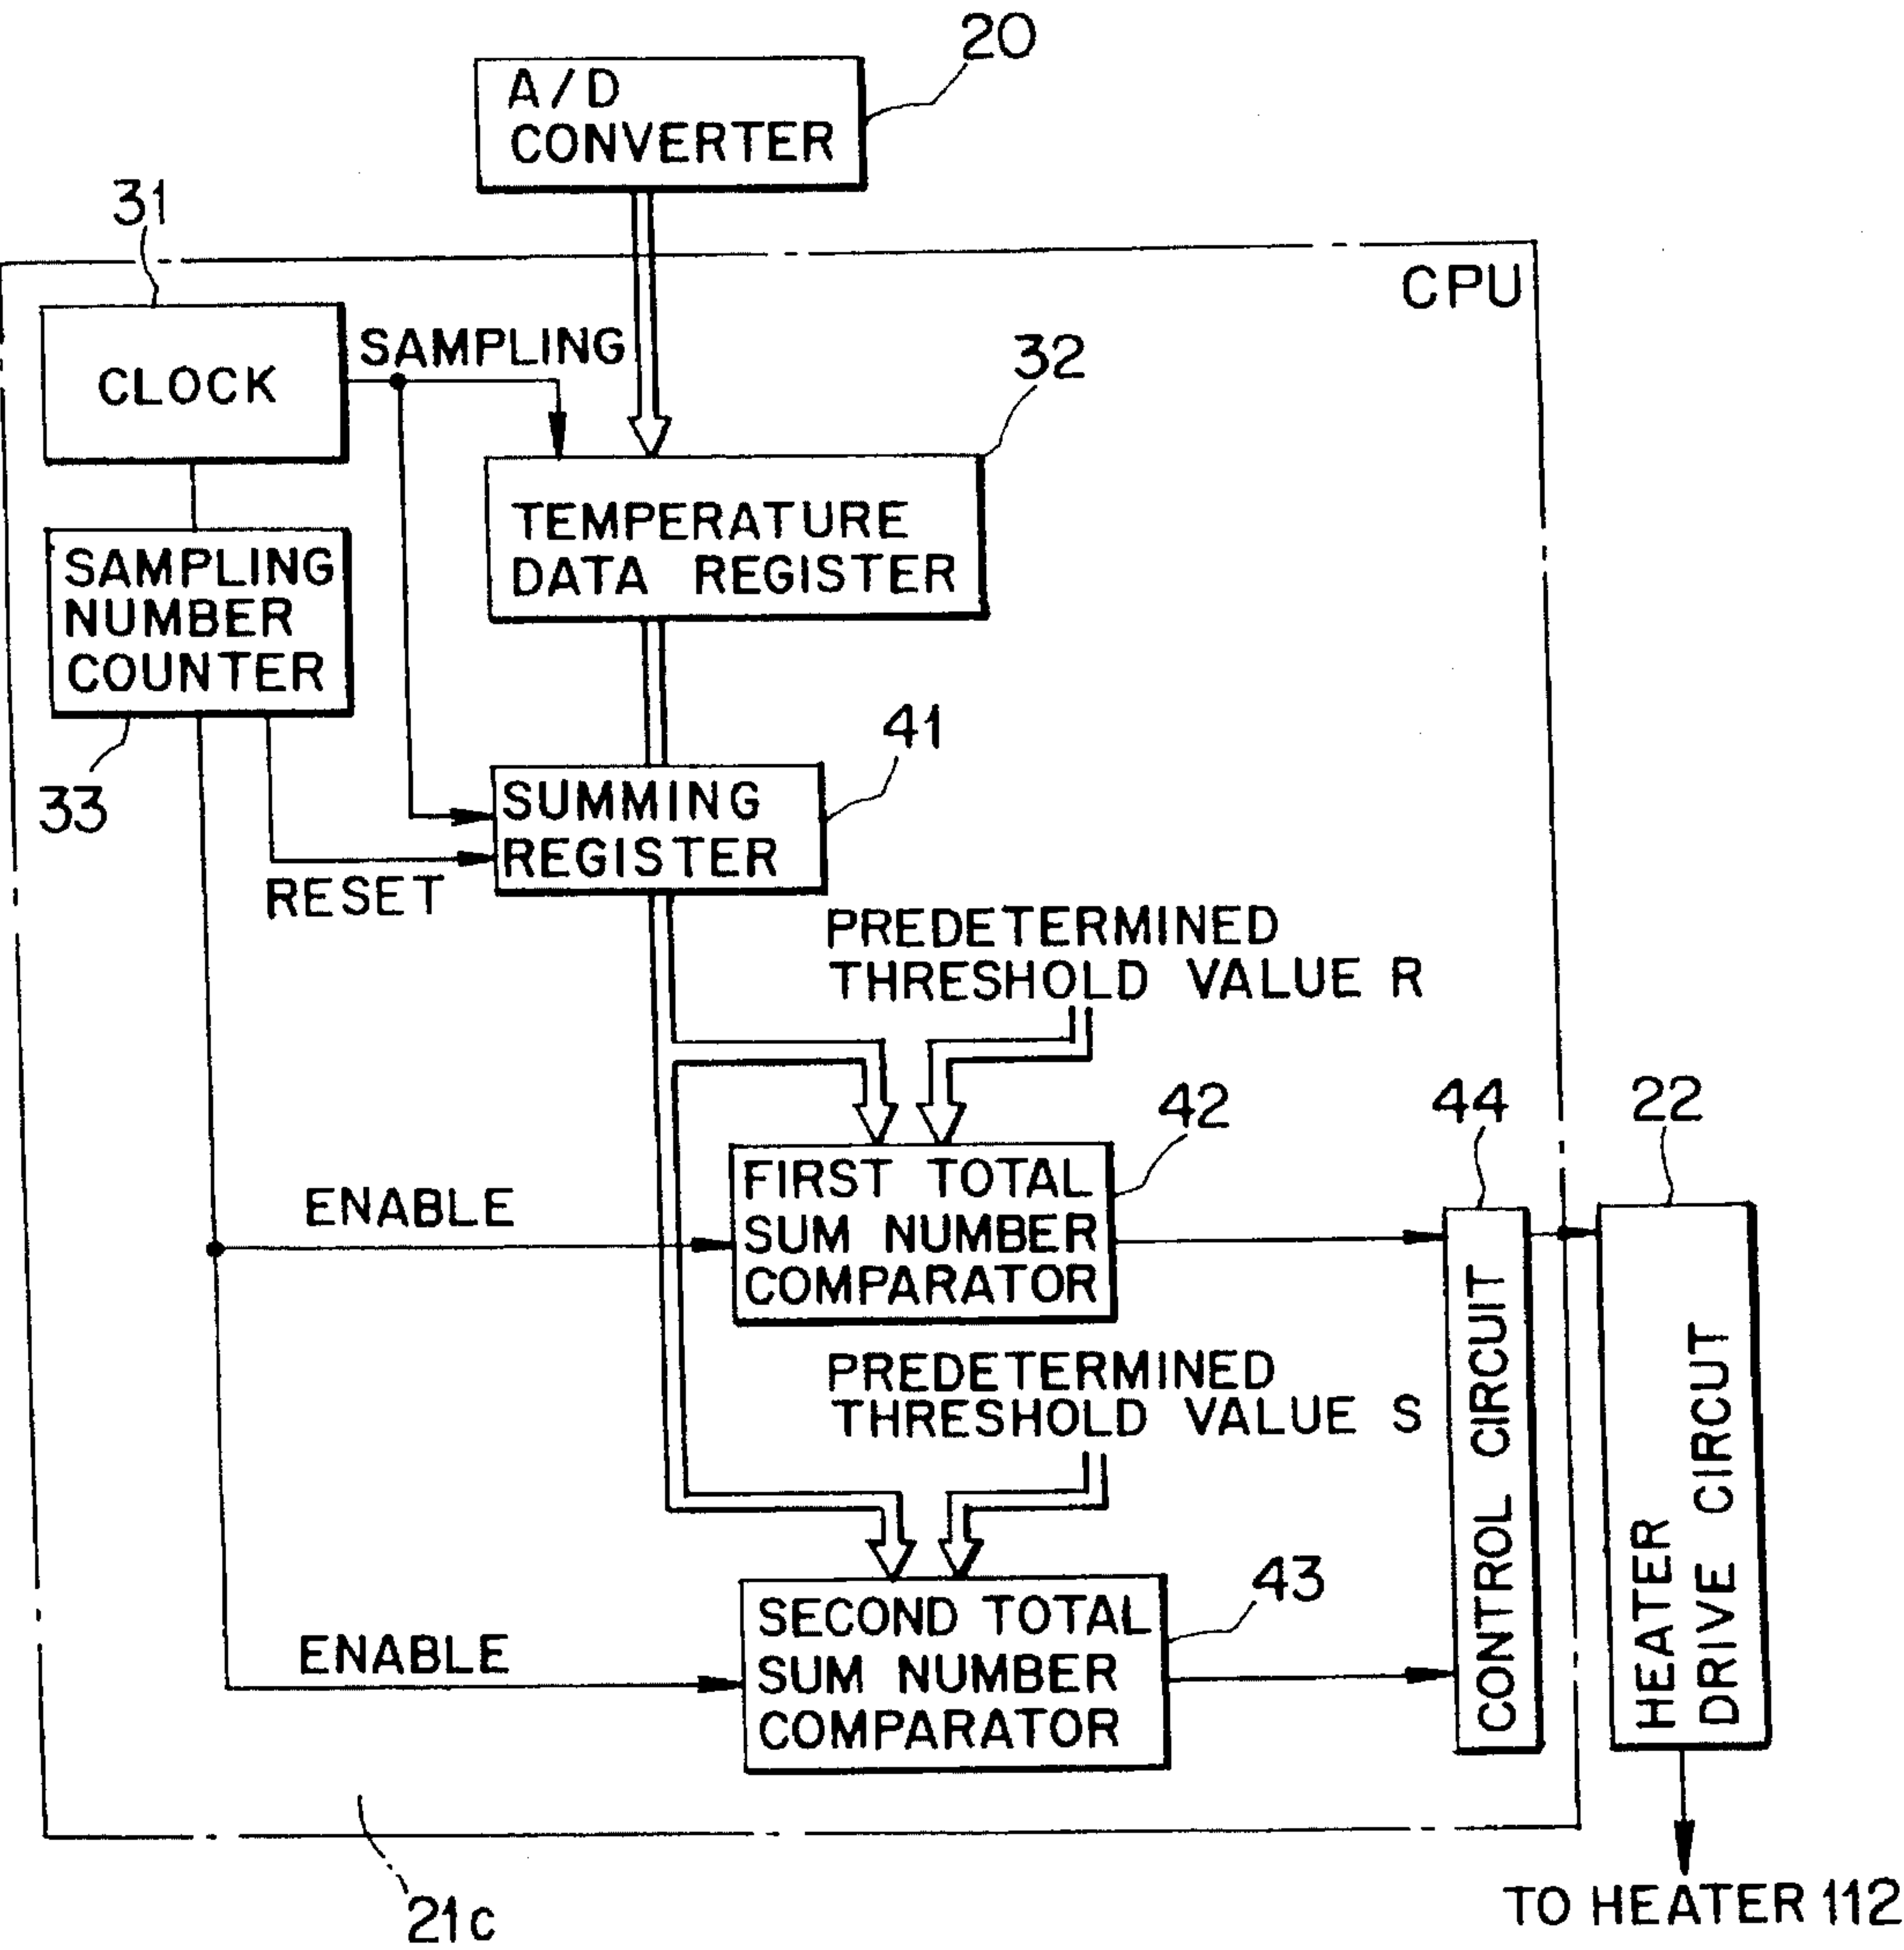 20
A/D
CONVERTER
31
CPU
CLOCK
SAMPLING
32
TEMPERATURE
DATA REGISTER
SAMPLING
NUMBER
COUNTER
33
41
SUMMING
REGISTER
RESET
PREDETERMINED
THRESHOLD VALUE R
42
44
22
FIRST TOTAL
SUM NUMBER
COMPARATOR
ENABLE
PREDETERMINED
THRESHOLD VALUE S
CONTROL CIRCUIT
HEATER
DRIVE CIRCUT
43
SECOND TOTAL
SUM NUMBER
COMPARATOR
ENABLE
21c
TO HEATER 112